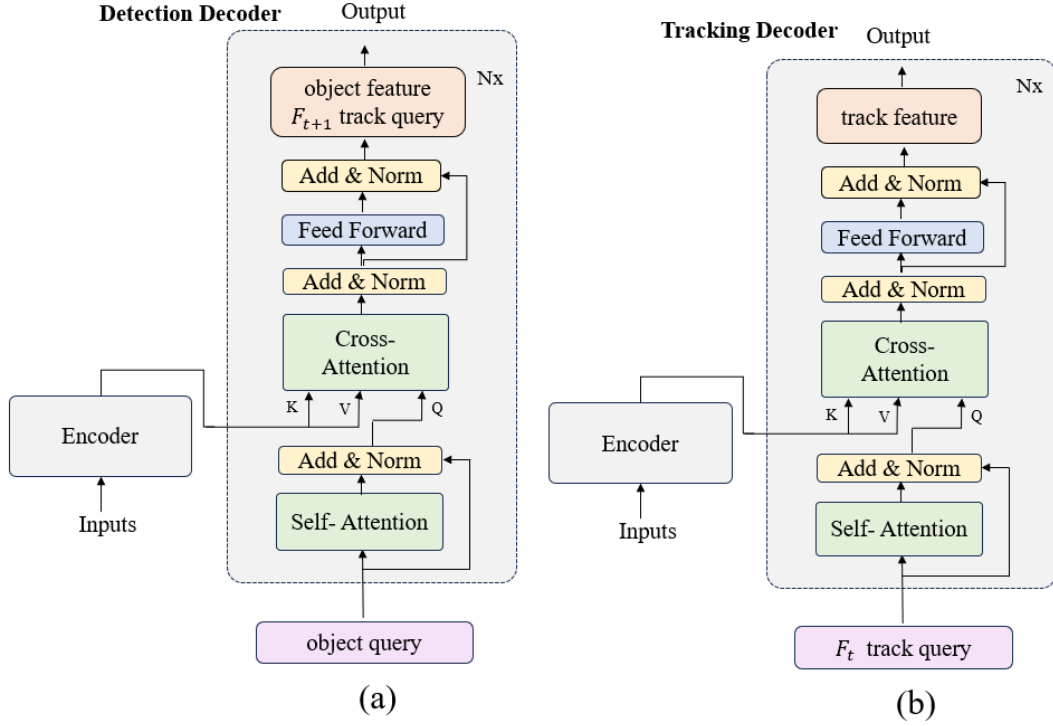 Detection Decoder
Output
Nx
object feature
F_{t+1} track query
Add & Norm
Feed Forward
Add & Norm
Cross-
Attention
K
V
Q
Encoder
Add & Norm
Inputs
Self- Attention
object query
(a)
Tracking Decoder
Output
Nx
track feature
Add & Norm
Feed Forward
Add & Norm
Cross-
Attention
K
V
Q
Encoder
Add & Norm
Inputs
Self- Attention
F_t track query
(b)